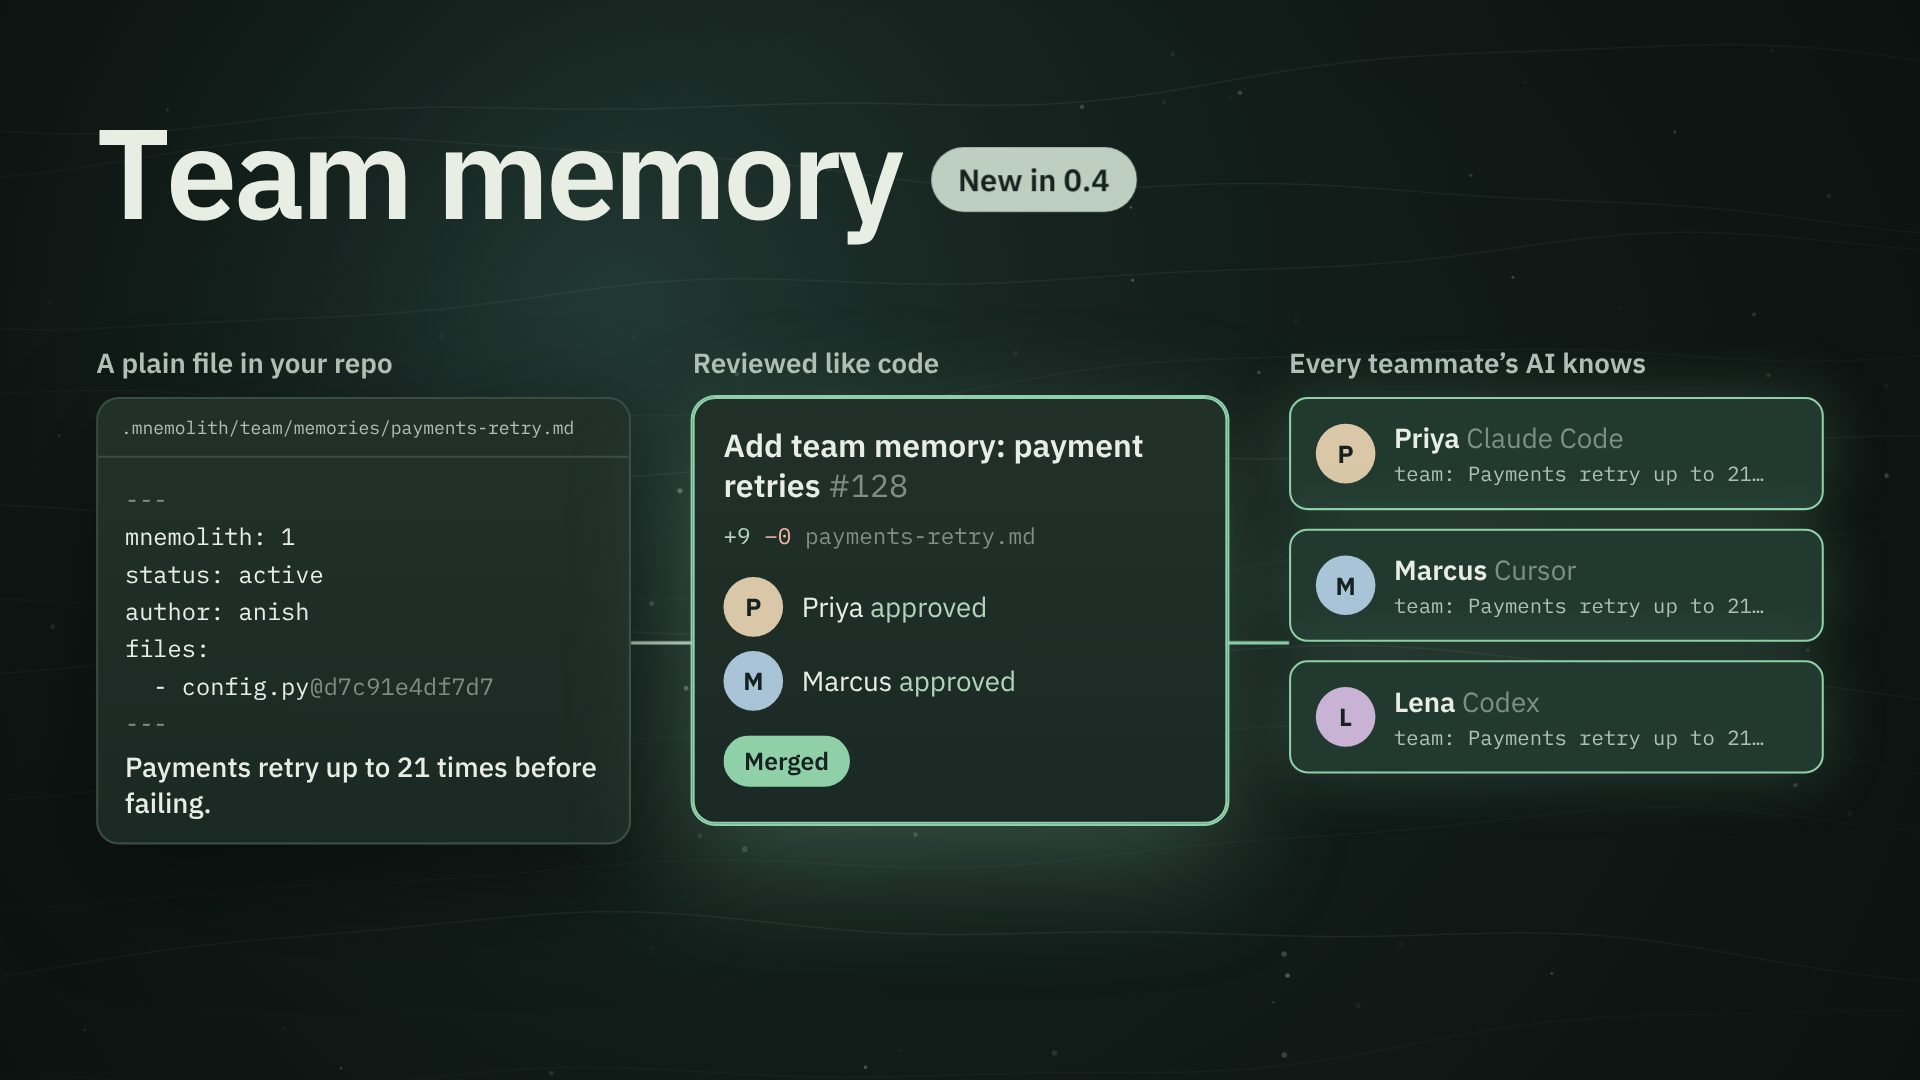 Team memory
New in 0.4
A plain file in your repo
.mnemolith/team/memories/payments-retry.md
---
mnemolith: 1
status: active
author: anish
files:
  - config.py@d7c91e4df7d7
---
Payments retry up to 21 times before
failing.
Reviewed like code
Add team memory: payment
retries #128
+9 −0 payments-retry.md
P
Priya approved
M
Marcus approved
Merged
Every teammate’s AI knows
P
Priya Claude Code
team: Payments retry up to 21…
M
Marcus Cursor
team: Payments retry up to 21…
L
Lena Codex
team: Payments retry up to 21…